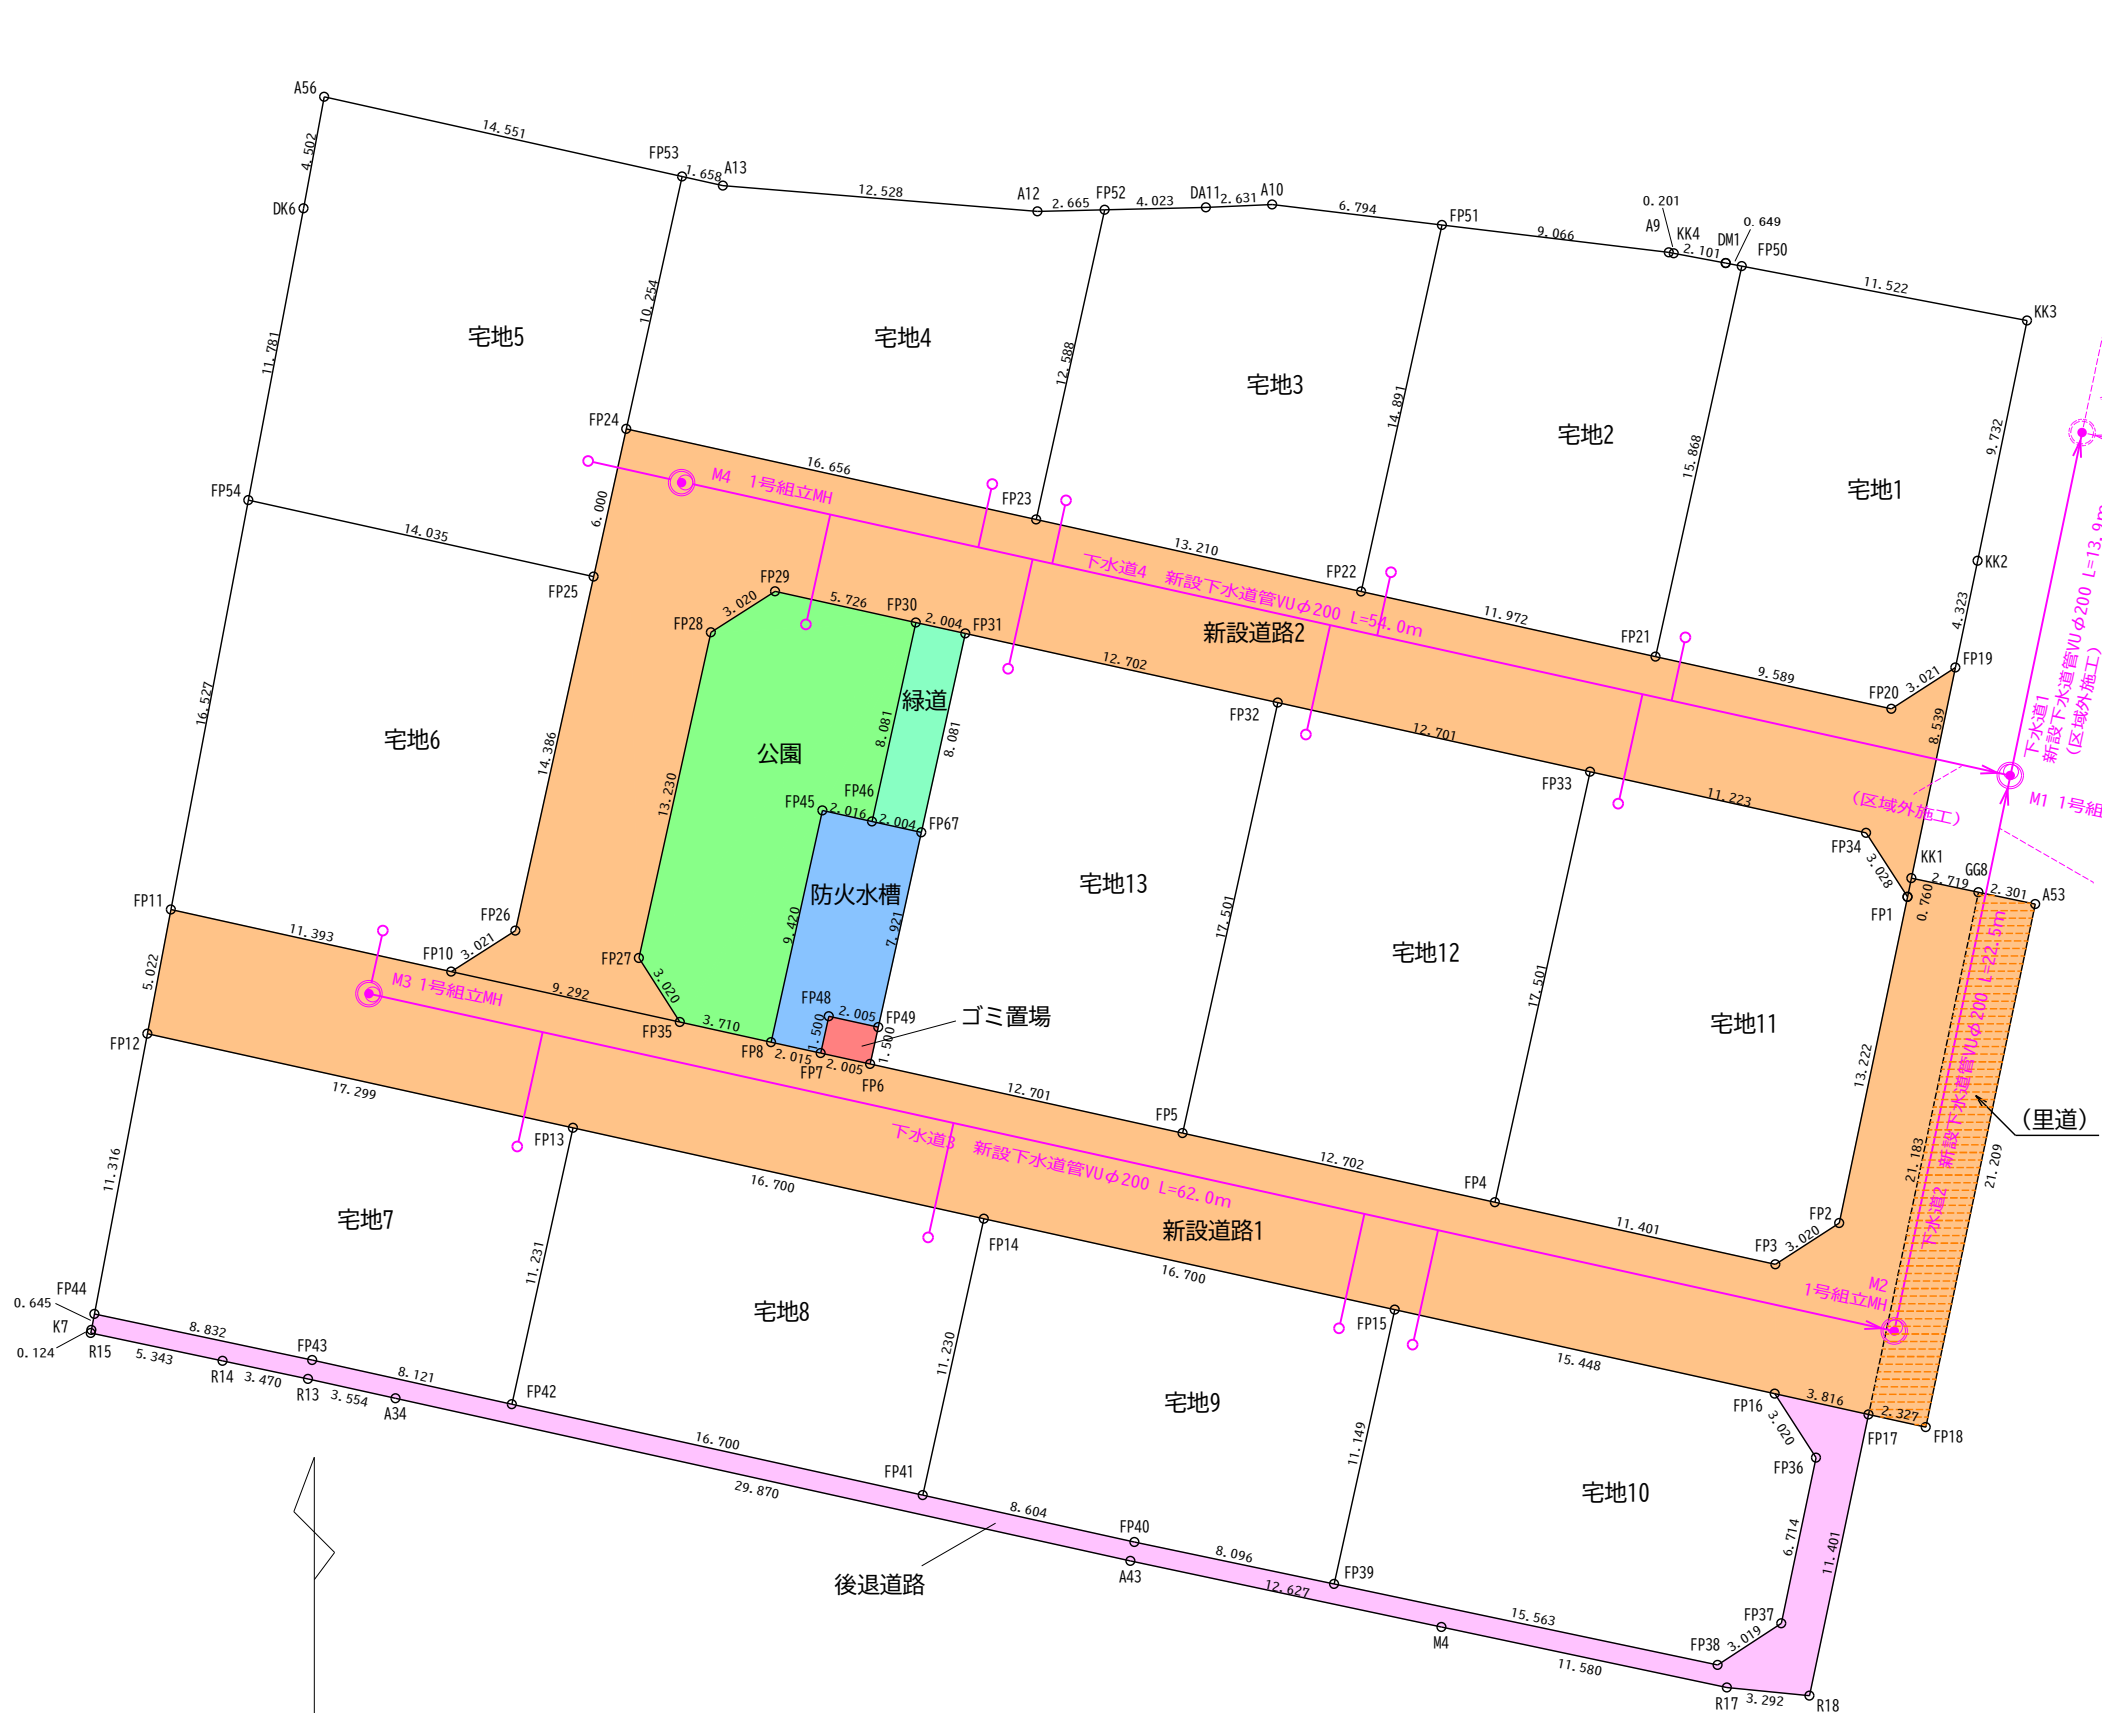 A56
14.551
FP53
1.658
A13
4.502
DK6
12.528
A12
2.665
FP52
4.023
DA11
2.631
A10
6.794
FP51
9.066
0.201
A9
KK4
2.101
DM1
0.649
FP50
11.522
KK3
11.781
宅地5
10.254
宅地4
12.588
宅地3
14.891
宅地2
15.868
宅地1
9.732
FP24
16.656
FP23
13.210
FP22
11.972
FP21
9.589
FP20
3.021
FP19
KK2
4.323
8.539
FP54
14.035
FP25
6.000
M4 1号組立MH
下水道4 新設下水道管VUφ200 L=54.0m
新設道路2
下水道1
新設下水道管VUφ200 L=13.9m
(区域外施工)
(区域外施工)
M1 1号組
FP29
3.020
FP28
5.726
FP30
2.004
FP31
12.702
FP32
12.701
FP33
11.223
FP34
3.028
KK1
2.719
GG8
2.301
A53
FP1
0.760
16.527
宅地6
14.386
13.230
公園
緑道
8.081
8.081
FP45
FP46
2.016
2.004
FP67
防火水槽
9.420
7.921
宅地13
17.501
宅地12
17.501
宅地11
13.222
FP11
11.393
FP10
3.021
FP26
9.292
FP27
3.020
FP35
3.710
FP8
2.015
FP7
2.005
FP6
FP48
2.005
FP49
1.500
1.500
ゴミ置場
5.022
M3 1号組立MH
FP12
17.299
FP13
12.701
FP5
12.702
FP4
11.401
FP3
3.020
FP2
下水道3 新設下水道管VUφ200 L=62.0m
新設道路1
下水道2 新設下水道管VUφ200 L=22.5m
21.183
21.209
(里道)
M2
1号組立MH
11.316
宅地7
11.231
宅地8
16.700
FP14
16.700
11.230
FP15
15.448
宅地9
11.149
宅地10
FP16
3.816
FP17
2.327
FP18
3.020
FP36
6.714
11.401
FP44
0.645
K7
0.124
R15
8.832
5.343
R14
3.470
R13
FP43
3.554
A34
8.121
FP42
16.700
29.870
FP41
8.604
FP40
8.096
A43
12.627
FP39
15.563
M4
11.580
FP38
3.019
FP37
R17
3.292
R18
後退道路